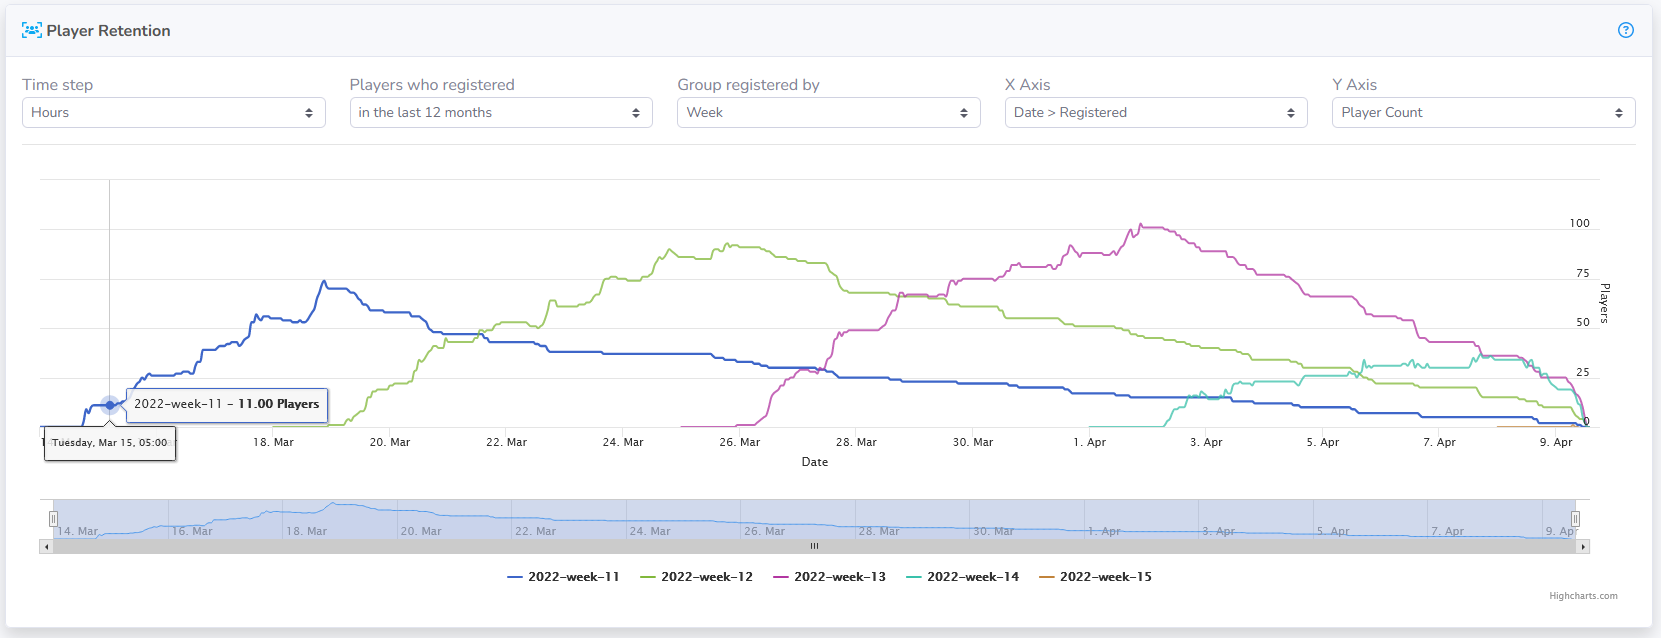 Player Retention
Time step
Players who registered
Group registered by
X Axis
Y Axis
Hours
in the last 12 months
Week
Date > Registered
Player Count
100
75
50
25
0
Players
2022-week-11 – 11.00 Players
Tuesday, Mar 15, 05:00
18. Mar
20. Mar
22. Mar
24. Mar
26. Mar
28. Mar
30. Mar
1. Apr
3. Apr
5. Apr
7. Apr
9. Apr
Date
14. Mar
16. Mar
18. Mar
20. Mar
22. Mar
24. Mar
26. Mar
28. Mar
30. Mar
1. Apr
3. Apr
5. Apr
7. Apr
9. Apr
2022-week-11
2022-week-12
2022-week-13
2022-week-14
2022-week-15
Highcharts.com